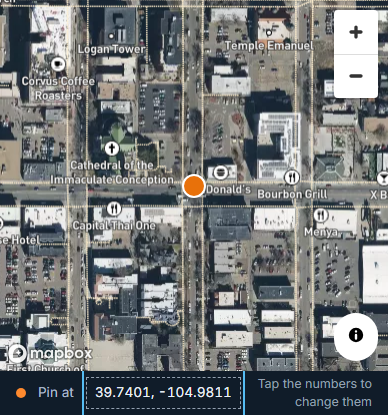 Logan Tower
Temple Emanuel
Corvus Coffee
Roasters
Cathedral of the
Immaculate Conception
Donald's
Bourbon Grill
X B
Capital Thai One
Menya
se Hotel
mapbox
First Church of
Pin at
39.7401, -104.9811
Tap the numbers to
change them